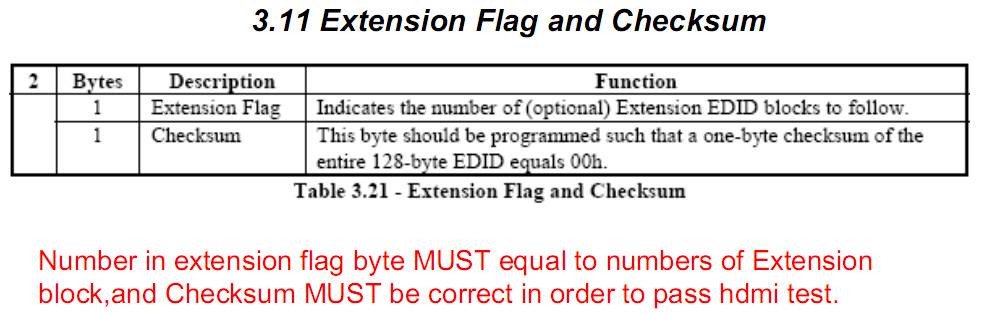 3.11 Extension Flag and Checksum
2 Bytes Description Function
1 Extension Flag Indicates the number of (optional) Extension EDID blocks to follow.
1 Checksum This byte should be programmed such that a one-byte checksum of the
entire 128-byte EDID equals 00h.
Table 3.21 - Extension Flag and Checksum
Number in extension flag byte MUST equal to numbers of Extension
block,and Checksum MUST be correct in order to pass hdmi test.